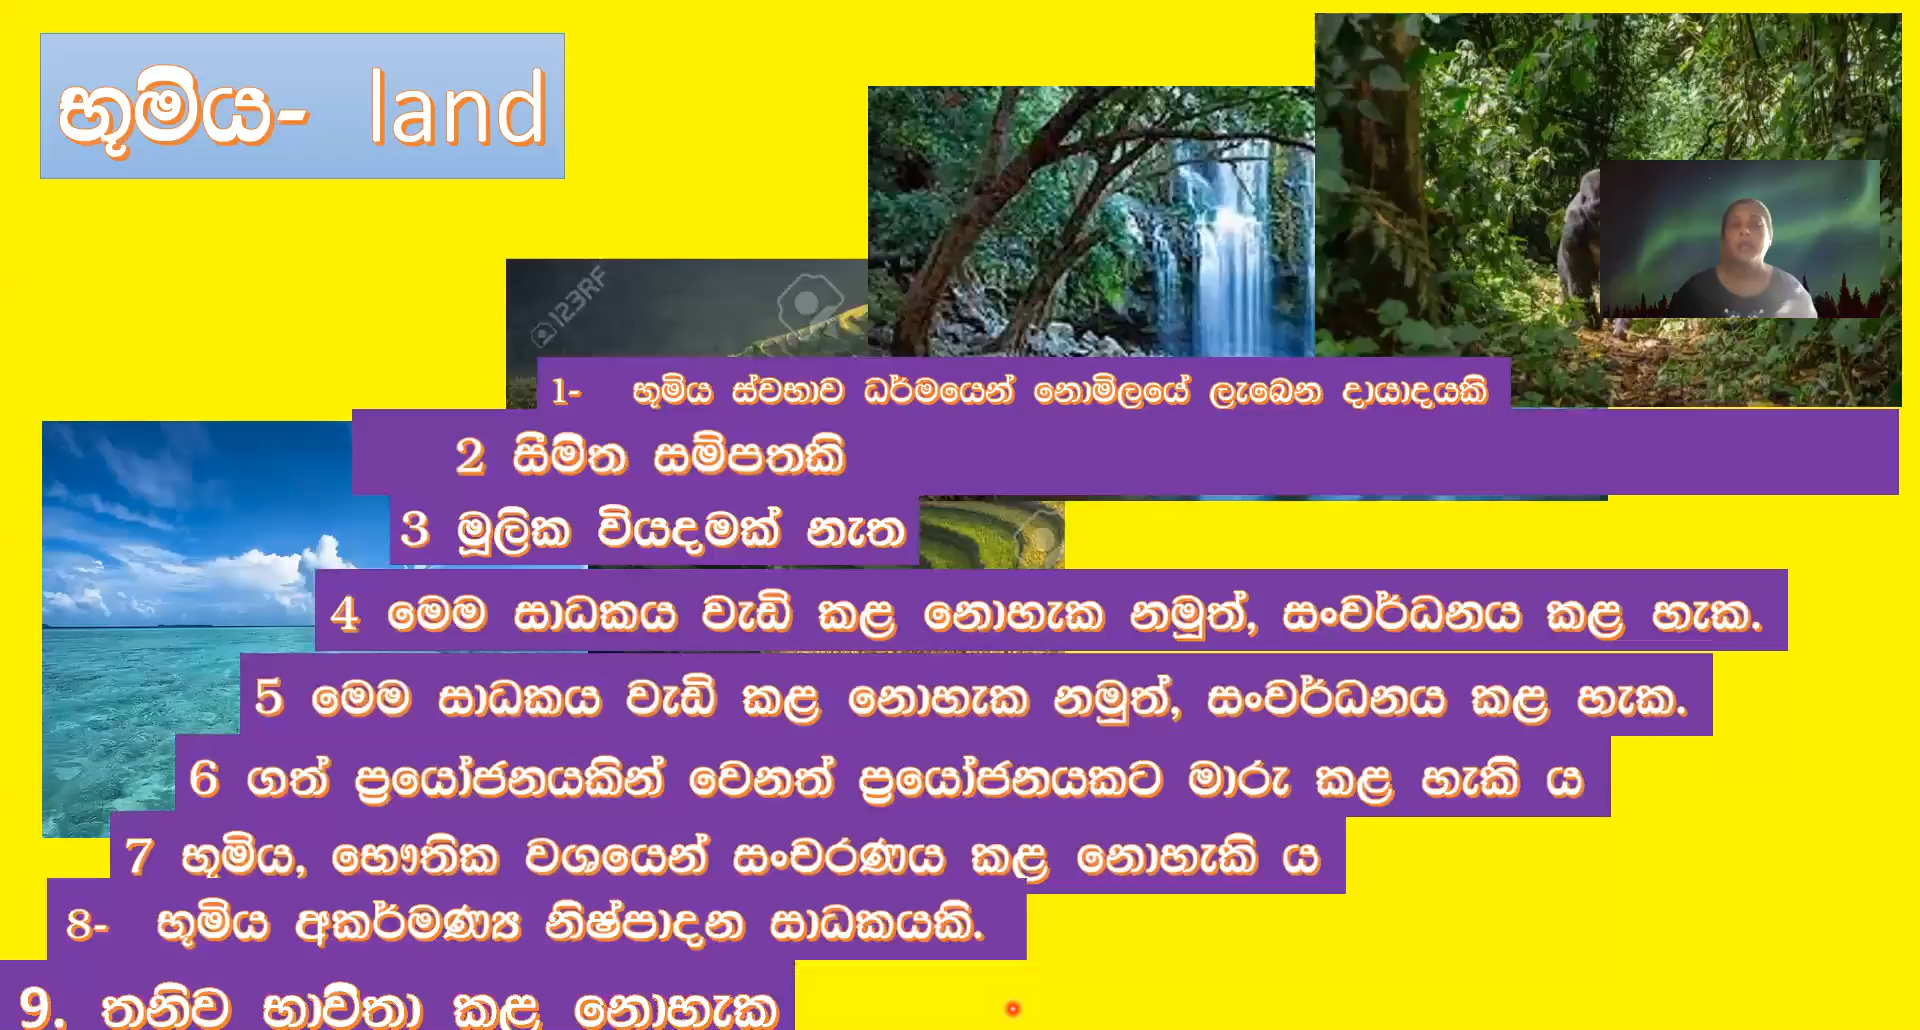 භූමිය- land
123RF
1- භූමිය ස්වභාව ධර්මයෙන් නොමිලයේ ලැබෙන දායාදයකි
2 සීමිත සම්පතකි
3 මූලික වියදමක් නැත
4 මෙම සාධකය වැඩි කළ නොහැක නමුත්, සංවර්ධනය කළ හැක.
5 මෙම සාධකය වැඩි කළ නොහැක නමුත්, සංවර්ධනය කළ හැක.
6 ගත් ප්‍රයෝජනයකින් වෙනත් ප්‍රයෝජනයකට මාරු කළ හැකි ය
7 භූමිය, භෞතික වශයෙන් සංචරණය කළ නොහැකි ය
8- භූමිය අකර්මණ්‍ය නිෂ්පාදන සාධකයකි.
9. තනිව භාවිතා කළ නොහැක